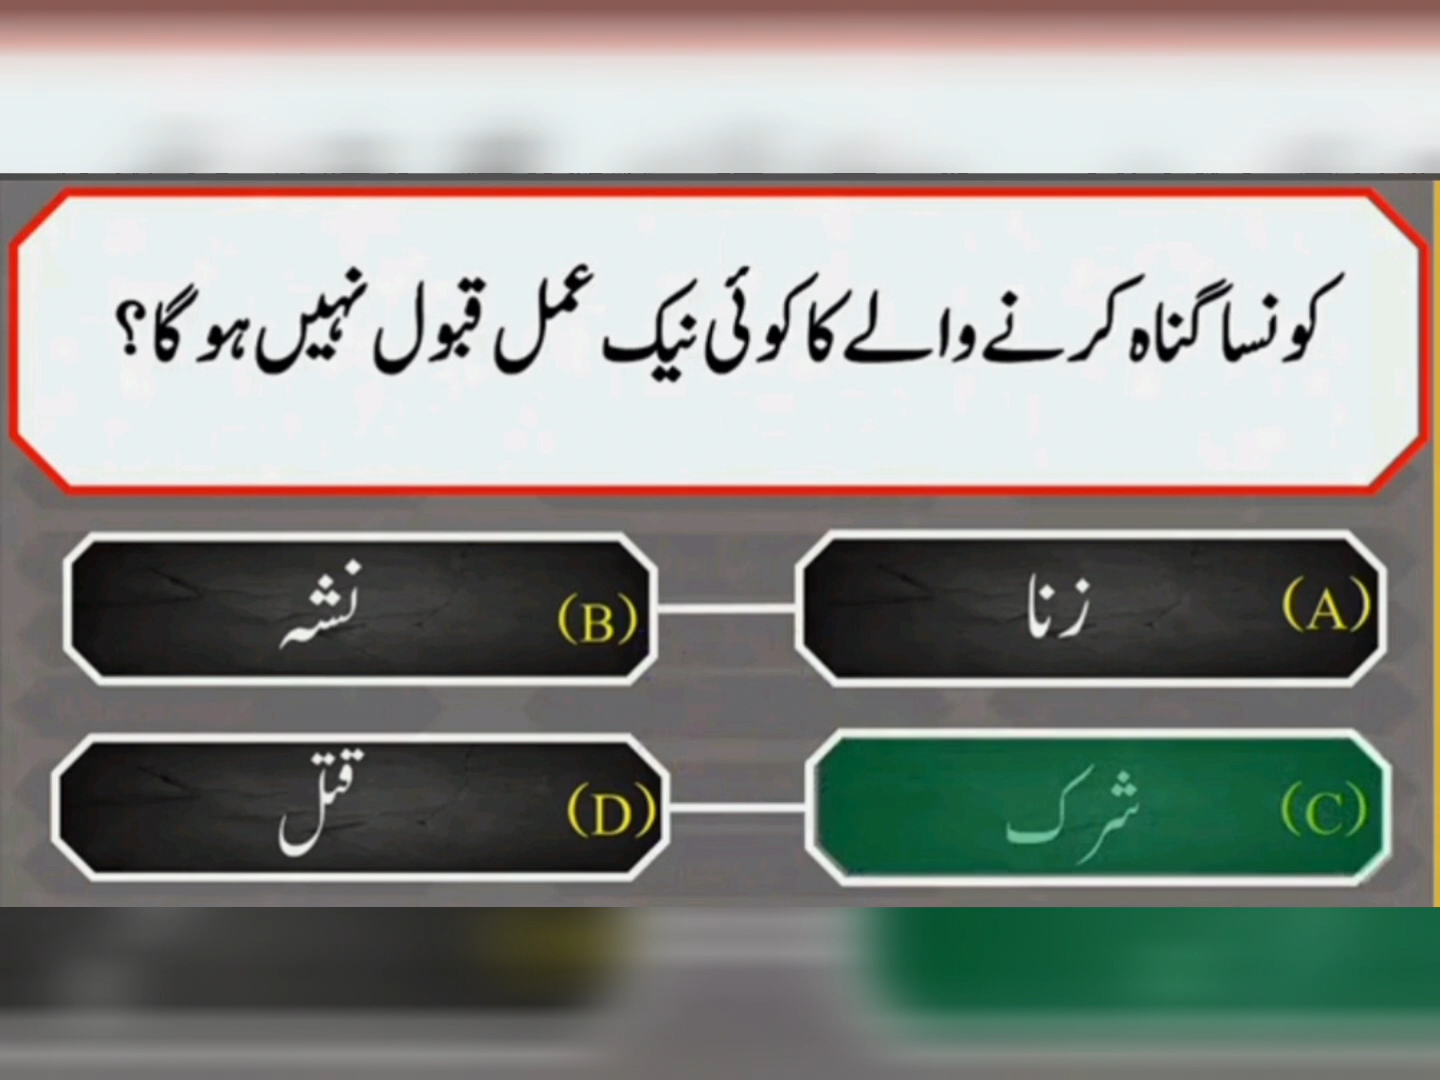 کونسا گناہ کرنے والے کا کوئی نیک عمل قبول نہیں ہو گا؟
(A) زنا
(B) نشہ
(C) شرک
(D) قتل